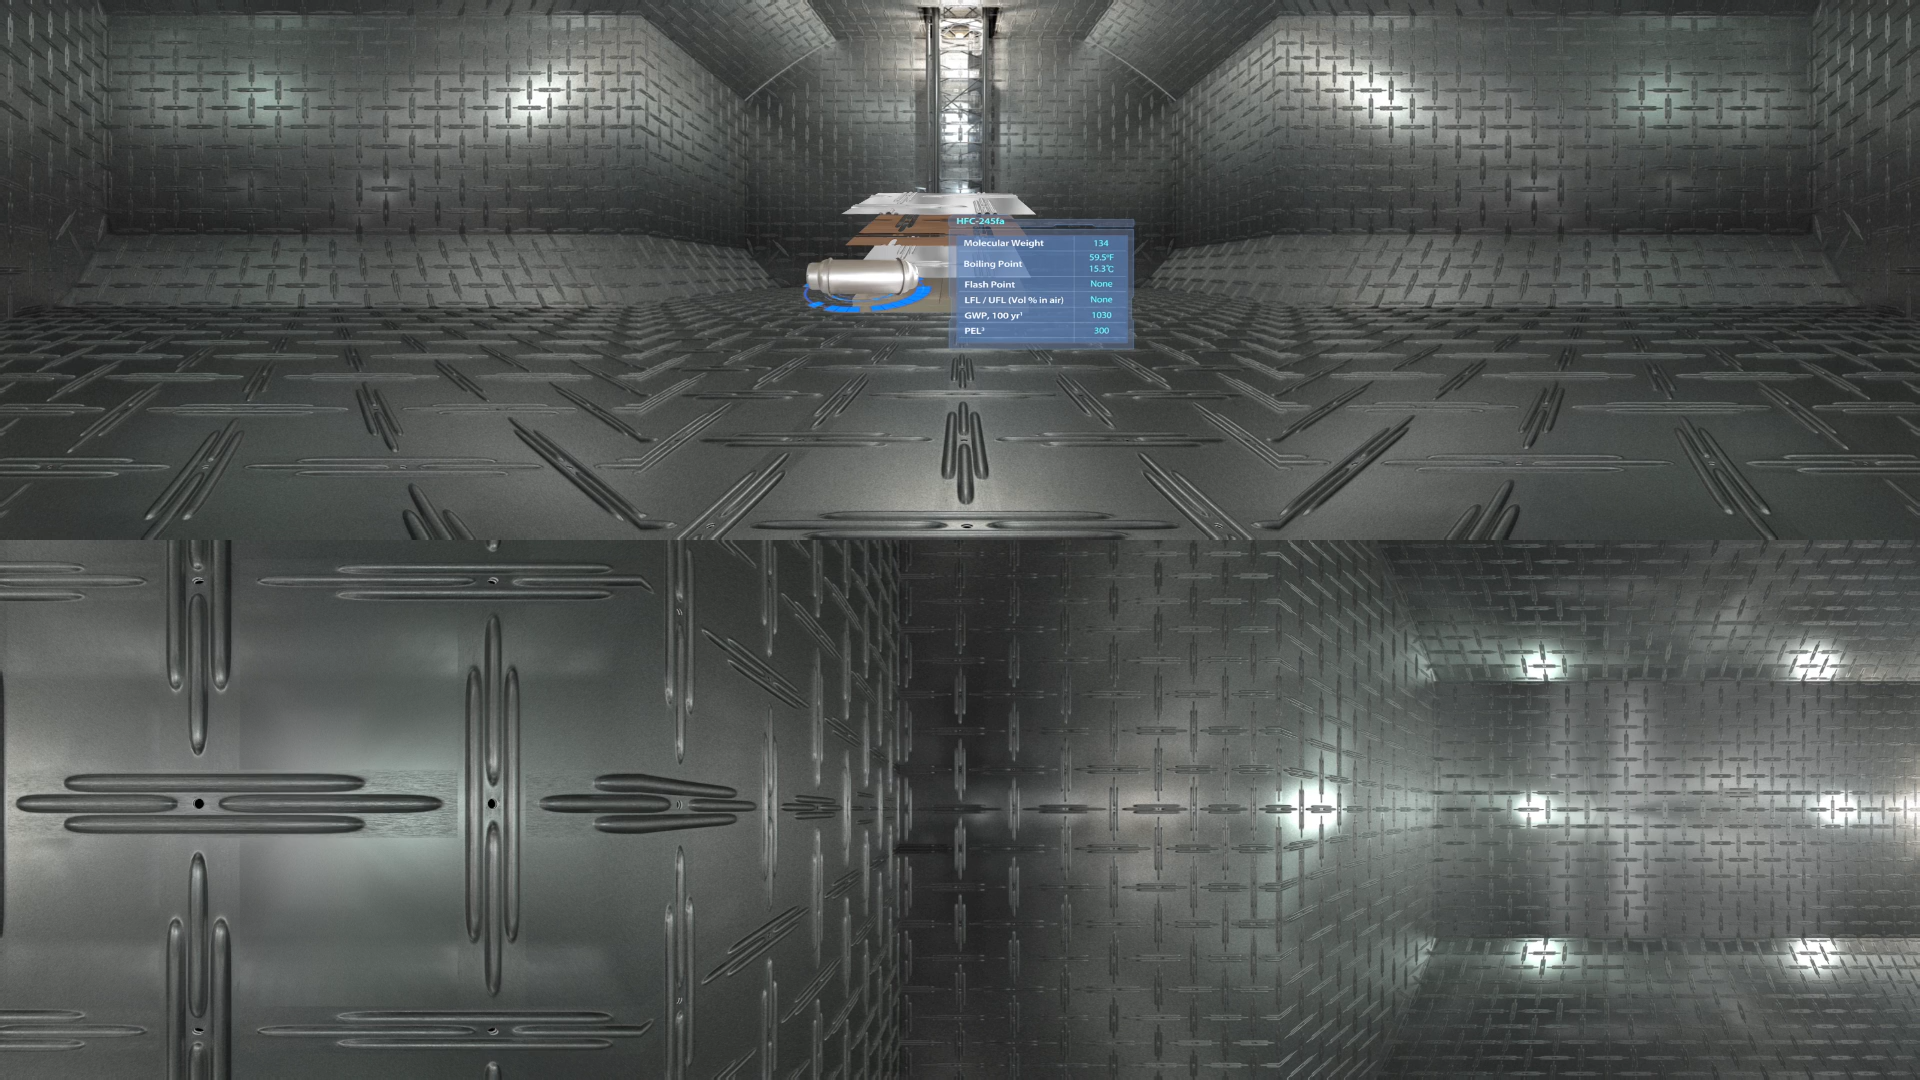 HFC-245fa
Molecular Weight 134
Boiling Point 59.5°F
15.3℃
Flash Point None
LFL / UFL (Vol % in air) None
GWP, 100 yr¹ 1030
PEL² 300